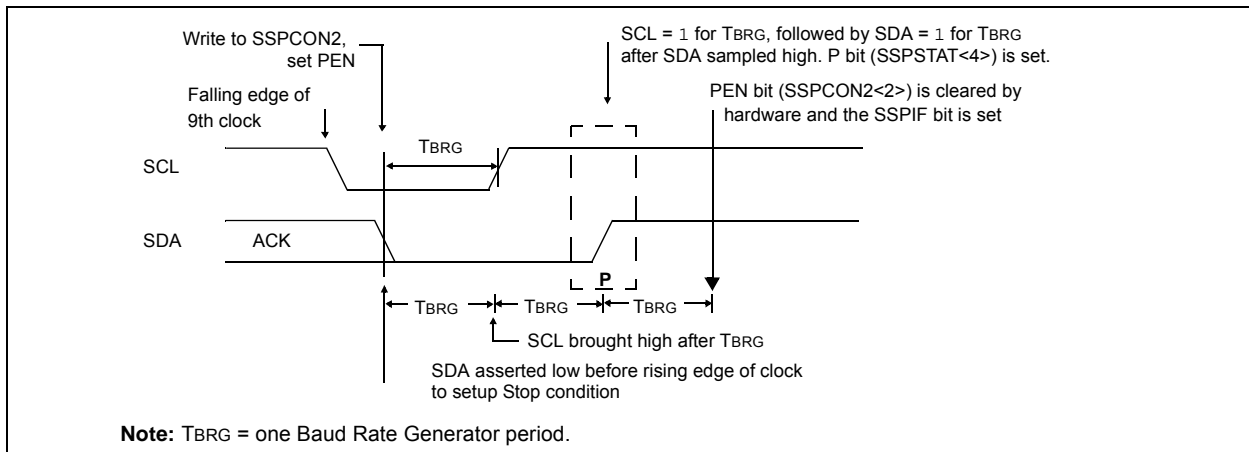 Write to SSPCON2,
set PEN
SCL = 1 for TBRG, followed by SDA = 1 for TBRG
after SDA sampled high. P bit (SSPSTAT<4>) is set.
Falling edge of
9th clock
PEN bit (SSPCON2<2>) is cleared by
hardware and the SSPIF bit is set
TBRG
SCL
SDA
ACK
P
TBRG
TBRG
TBRG
SCL brought high after TBRG
SDA asserted low before rising edge of clock
to setup Stop condition
Note: TBRG = one Baud Rate Generator period.